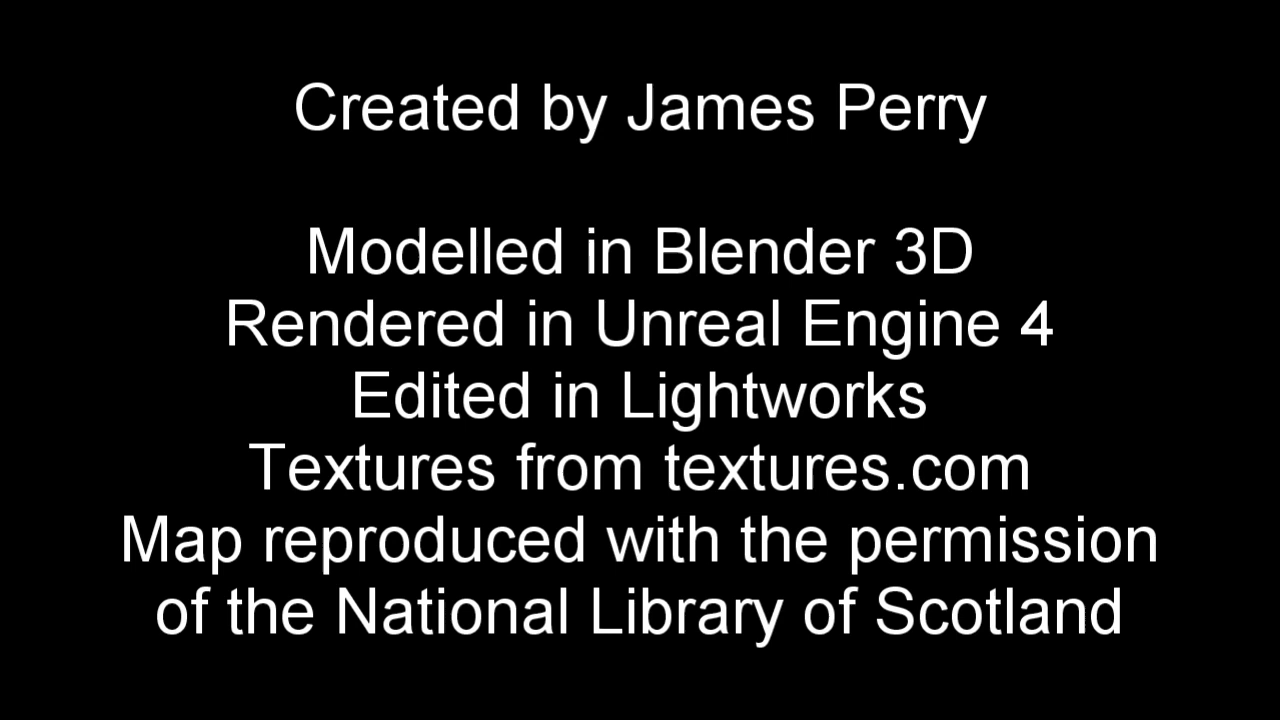 Created by James Perry
Modelled in Blender 3D
Rendered in Unreal Engine 4
Edited in Lightworks
Textures from textures.com
Map reproduced with the permission
of the National Library of Scotland